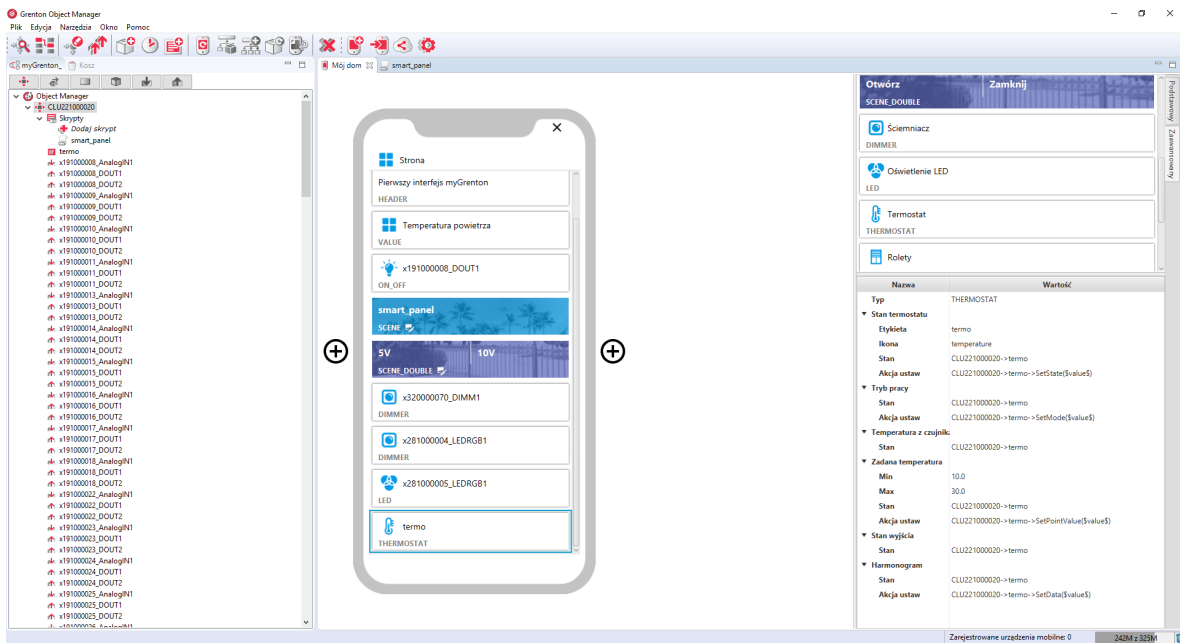 Grenton Object Manager
Plik Edycja Narzędzia Okno Pomoc
myGrenton_ Kosz
Object Manager
CLU221000020
Skrypty
Dodaj skrypt
smart_panel
termo
x191000008_AnalogIN1
x191000008_DOUT1
x191000008_DOUT2
x191000009_AnalogIN1
x191000009_DOUT1
x191000009_DOUT2
x191000010_AnalogIN1
x191000010_DOUT1
x191000010_DOUT2
x191000011_AnalogIN1
x191000011_DOUT1
x191000011_DOUT2
x191000013_AnalogIN1
x191000013_DOUT1
x191000013_DOUT2
x191000014_AnalogIN1
x191000014_DOUT1
x191000014_DOUT2
x191000015_AnalogIN1
x191000015_DOUT1
x191000015_DOUT2
x191000016_AnalogIN1
x191000016_DOUT1
x191000016_DOUT2
x191000017_AnalogIN1
x191000017_DOUT1
x191000017_DOUT2
x191000018_AnalogIN1
x191000018_DOUT1
x191000018_DOUT2
x191000022_AnalogIN1
x191000022_DOUT1
x191000022_DOUT2
x191000023_AnalogIN1
x191000023_DOUT1
x191000023_DOUT2
x191000024_AnalogIN1
x191000024_DOUT1
x191000024_DOUT2
x191000025_AnalogIN1
x191000025_DOUT1
x191000025_DOUT2
x191000026_AnalogIN1
Mój dom smart_panel
Strona
Pierwszy interfejs myGrenton
HEADER
Temperatura powietrza
VALUE
x191000008_DOUT1
ON_OFF
smart_panel
SCENE
5V 10V
SCENE_DOUBLE
x320000070_DIMM1
DIMMER
x281000004_LEDRGB1
DIMMER
x281000005_LEDRGB1
LED
termo
THERMOSTAT
Otwórz Zamknij
SCENE_DOUBLE
Ściemniacz
DIMMER
Oświetlenie LED
LED
Termostat
THERMOSTAT
Rolety
Podstawowy
Zaawansowany
Nazwa Wartość
Typ THERMOSTAT
Stan termostatu
Etykieta termo
Ikona temperature
Stan CLU221000020->termo
Akcja ustaw CLU221000020->termo->SetState($value$)
Tryb pracy
Stan CLU221000020->termo
Akcja ustaw CLU221000020->termo->SetMode($value$)
Temperatura z czujnik
Stan CLU221000020->termo
Zadana temperatura
Min 10.0
Max 30.0
Stan CLU221000020->termo
Akcja ustaw CLU221000020->termo->SetPointValue($value$)
Stan wyjścia
Stan CLU221000020->termo
Harmonogram
Stan CLU221000020->termo
Akcja ustaw CLU221000020->termo->SetData($value$)
Zarejestrowane urządzenia mobilne: 0 242M z 325M